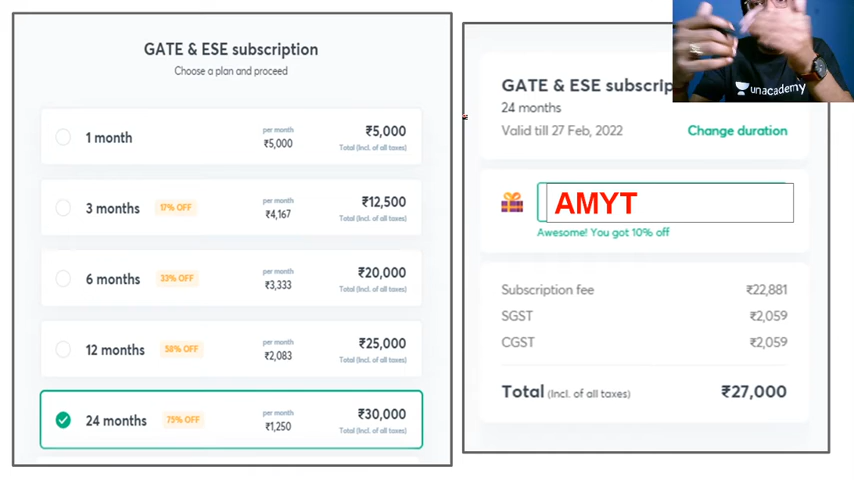 GATE & ESE subscription
Choose a plan and proceed
1 month
per month
₹5,000
₹5,000
Total (Incl. of all taxes)
3 months
17% OFF
per month
₹4,167
₹12,500
Total (Incl. of all taxes)
6 months
33% OFF
per month
₹3,333
₹20,000
Total (Incl. of all taxes)
12 months
58% OFF
per month
₹2,083
₹25,000
Total (Incl. of all taxes)
24 months
75% OFF
per month
₹1,250
₹30,000
Total (Incl. of all taxes)
GATE & ESE subscrip
24 months
Valid till 27 Feb, 2022
Change duration
AMYT
Awesome! You got 10% off
Subscription fee ₹22,881
SGST ₹2,059
CGST ₹2,059
Total (Incl. of all taxes) ₹27,000
unacademy